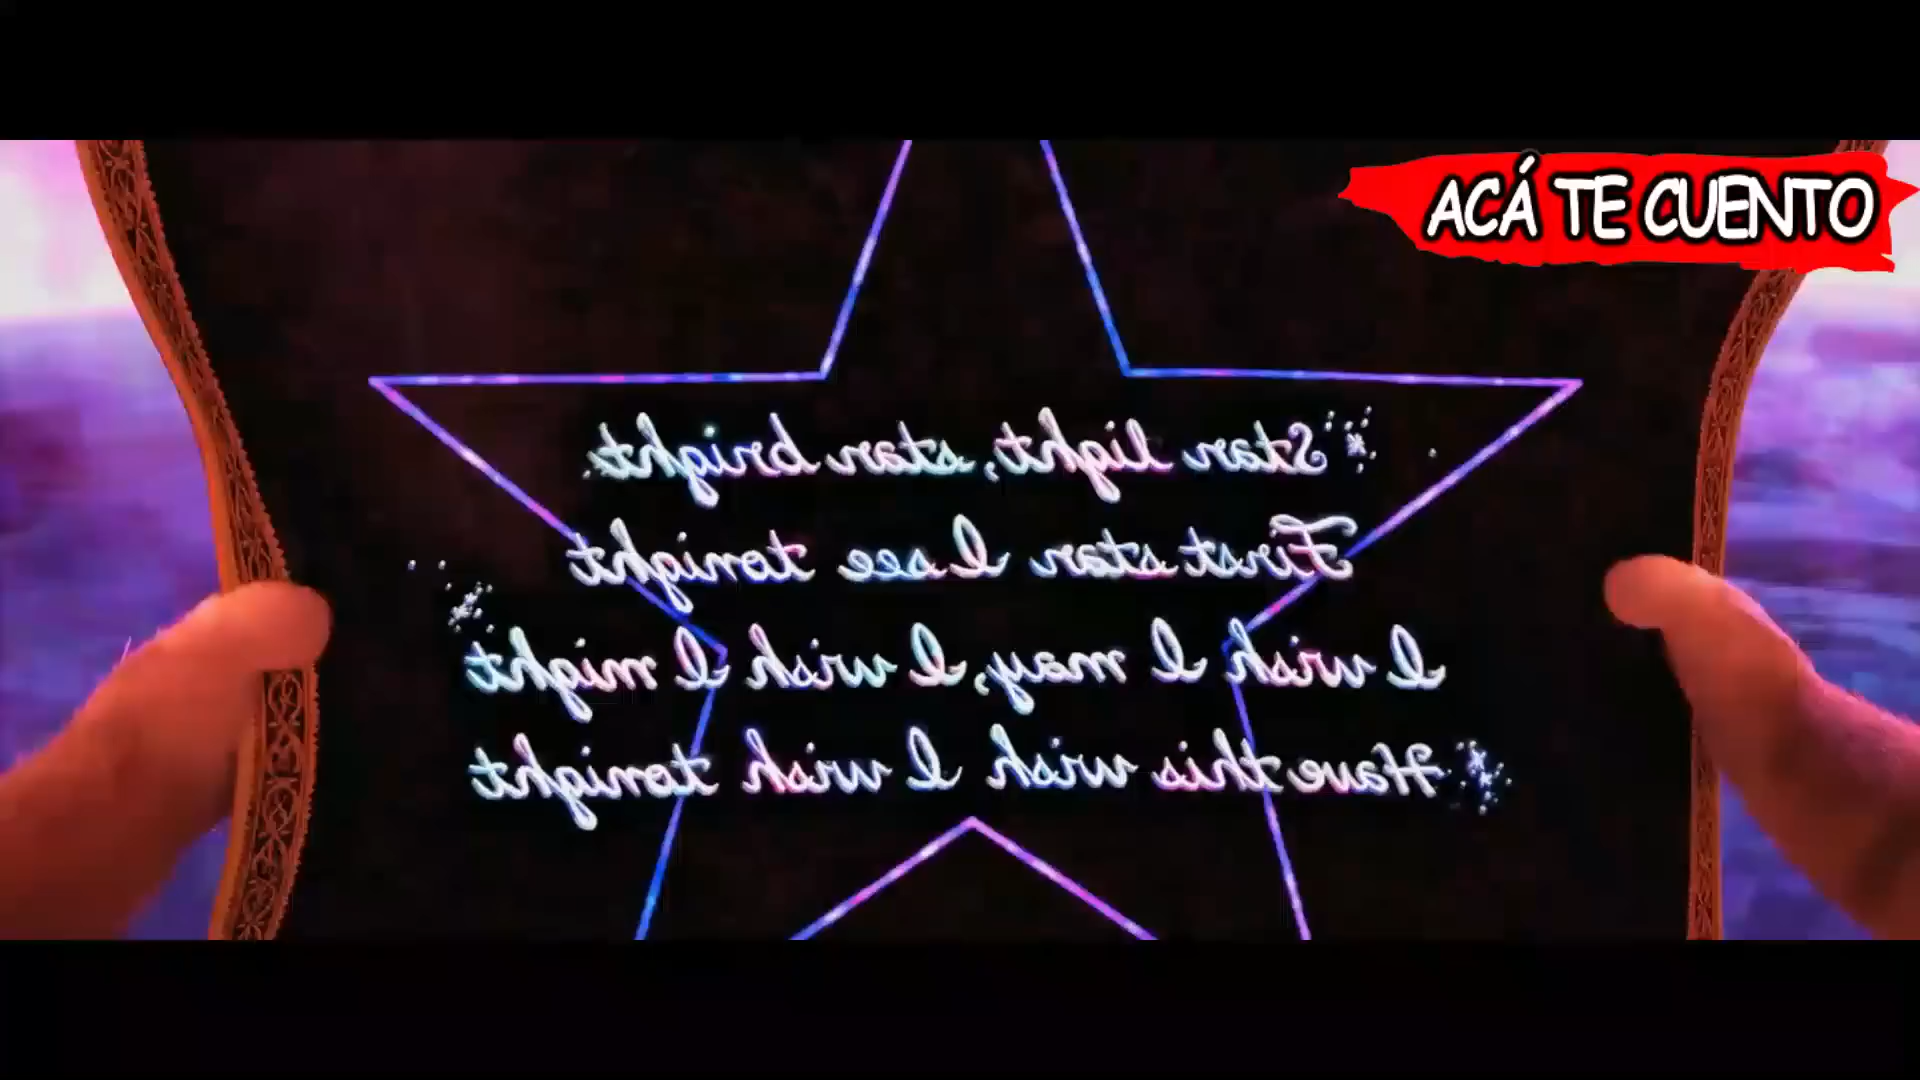 ACÁ TE CUENTO
Star light, star bright
First star I see tonight
I wish I may, I wish I might
Have this wish I wish tonight